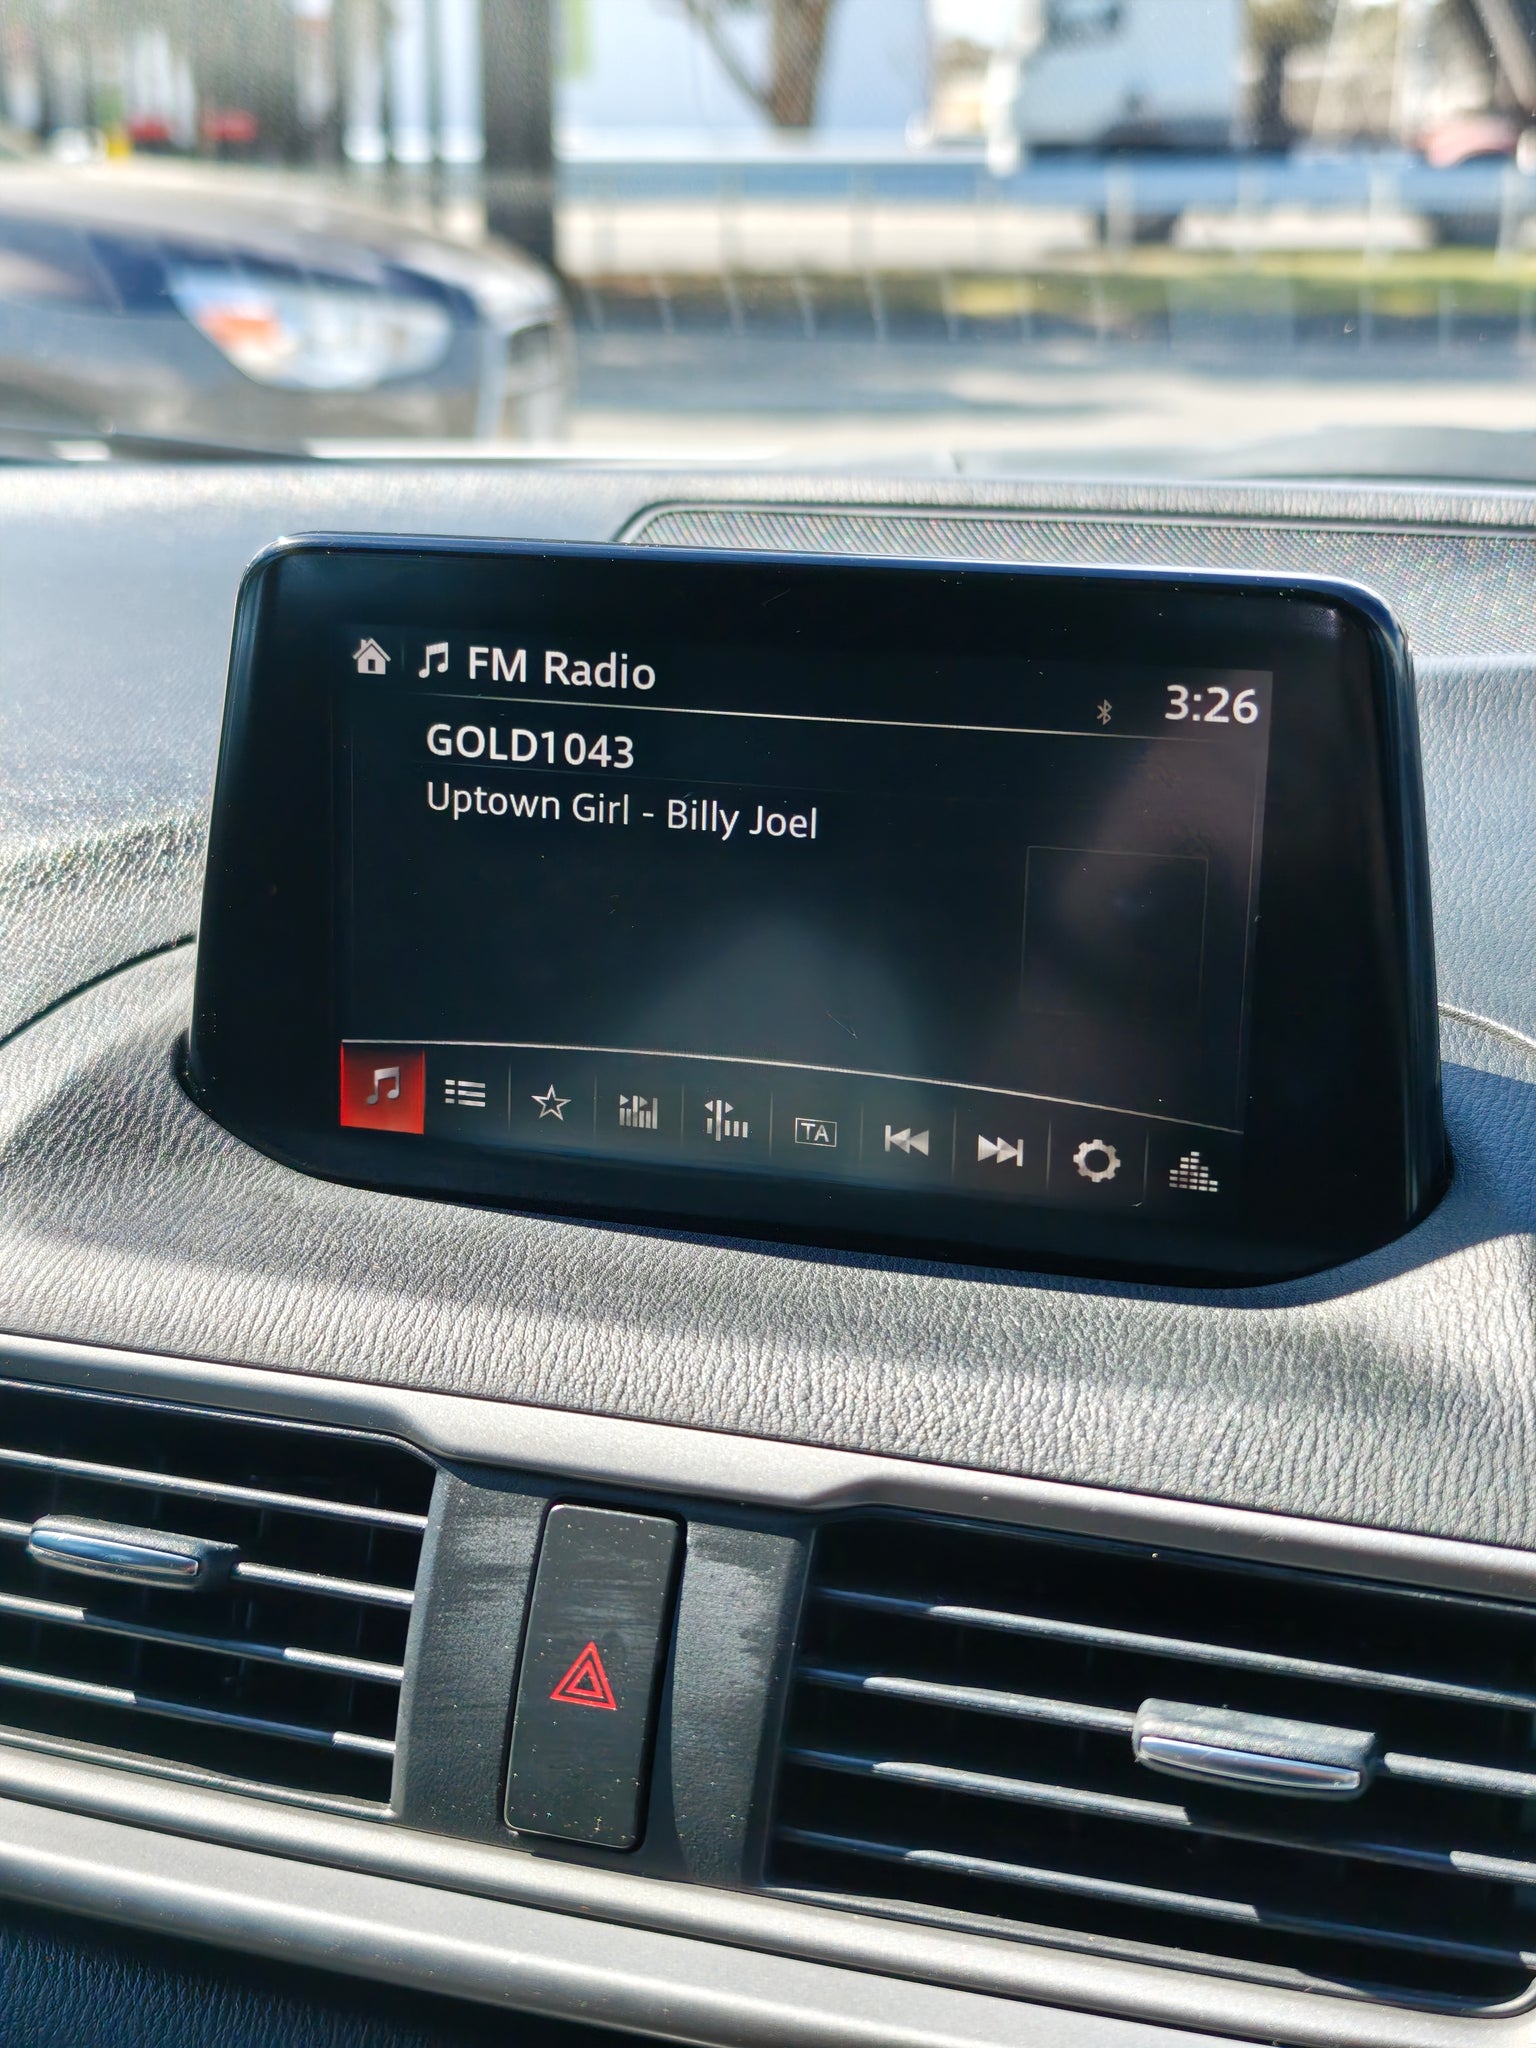 FM Radio
3:26
GOLD1043
Uptown Girl - Billy Joel
TA